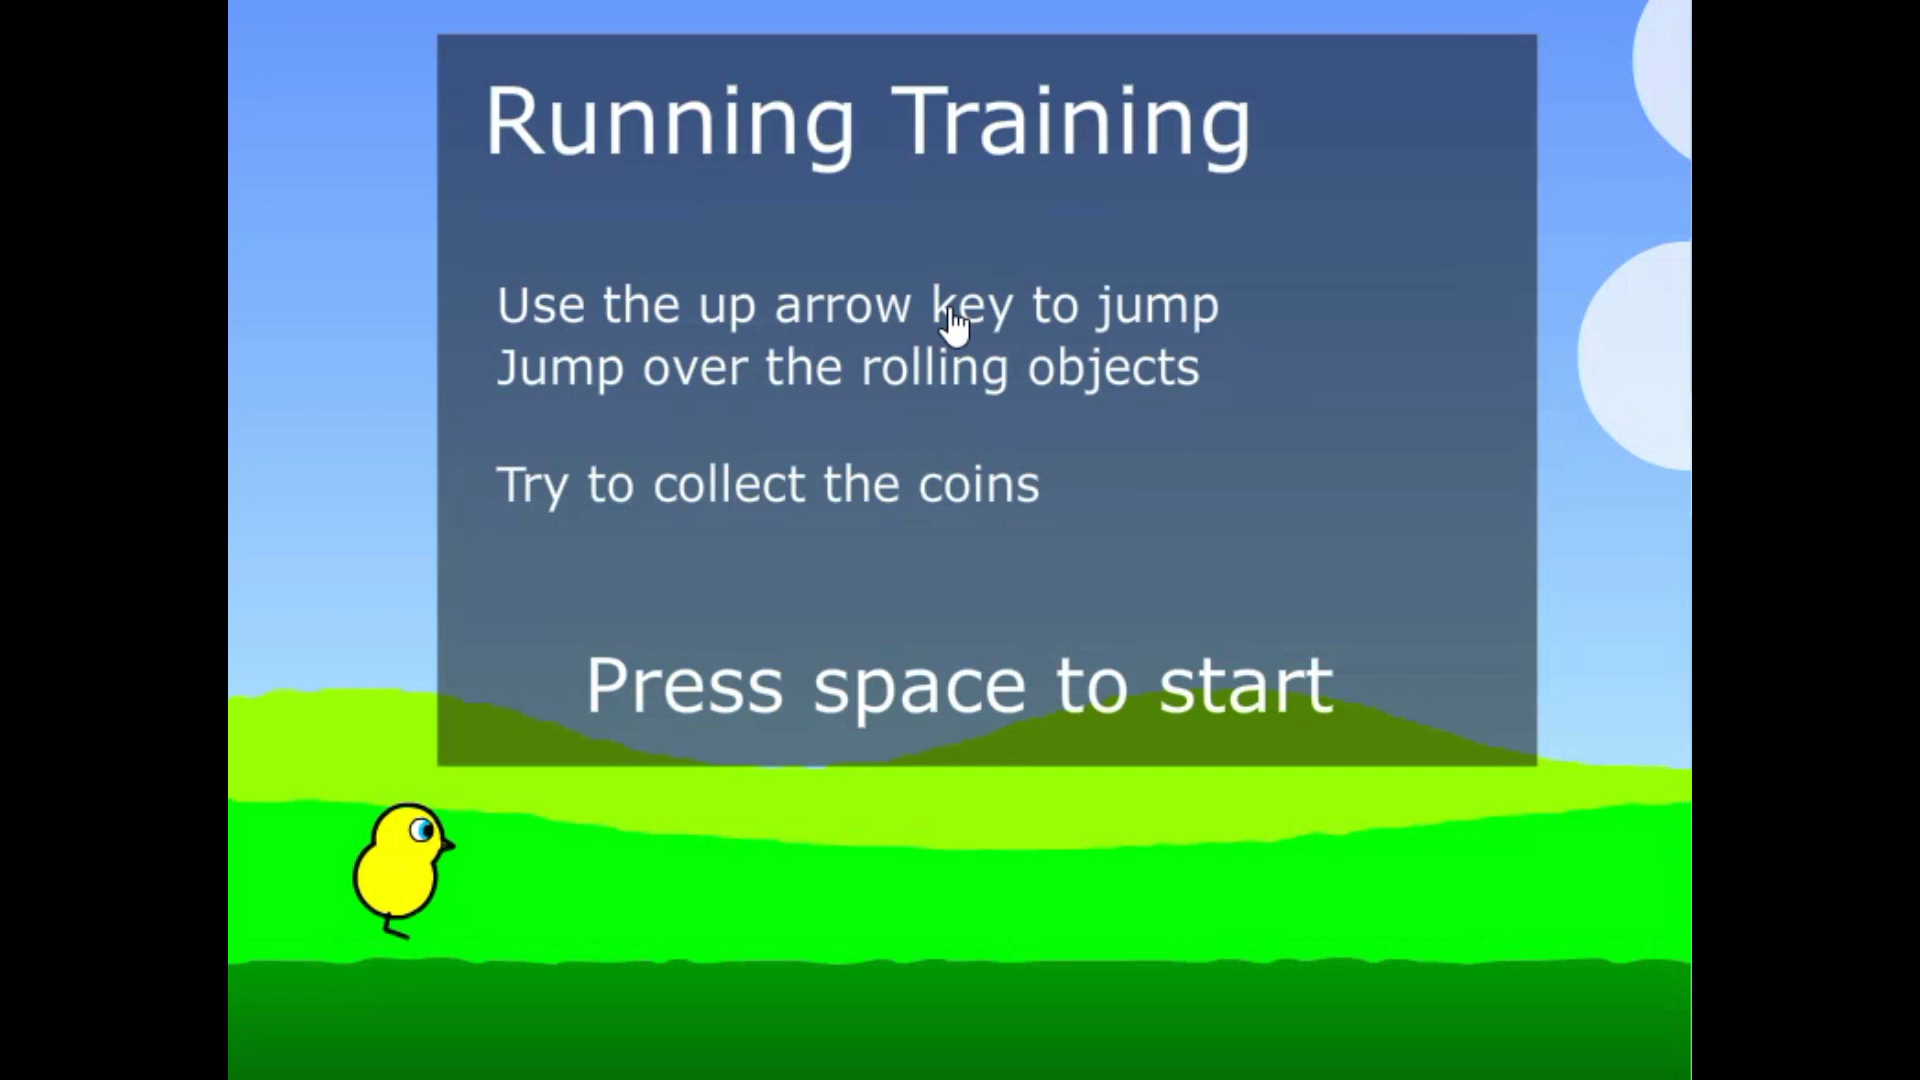 Running Training
Use the up arrow key to jump
Jump over the rolling objects
Try to collect the coins
Press space to start